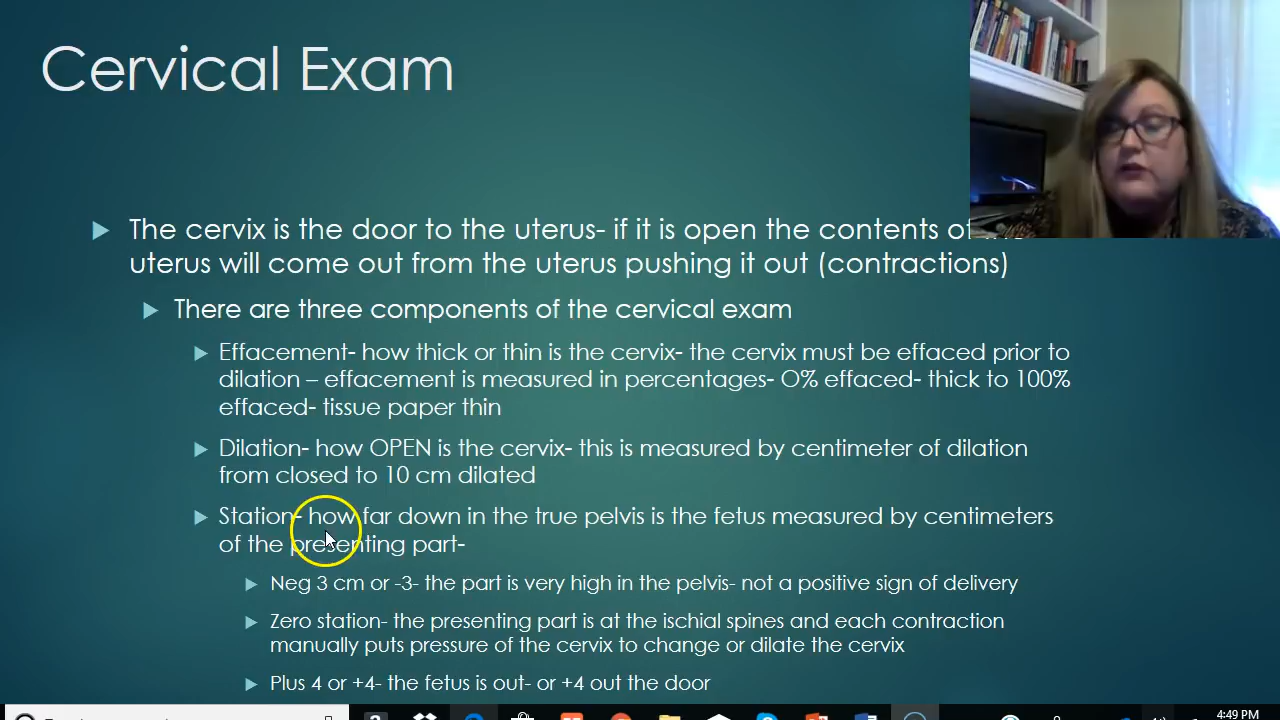 Cervical Exam
The cervix is the door to the uterus- if it is open the contents of
uterus will come out from the uterus pushing it out (contractions)
There are three components of the cervical exam
Effacement- how thick or thin is the cervix- the cervix must be effaced prior to
dilation – effacement is measured in percentages- O% effaced- thick to 100%
effaced- tissue paper thin
Dilation- how OPEN is the cervix- this is measured by centimeter of dilation
from closed to 10 cm dilated
Station- how far down in the true pelvis is the fetus measured by centimeters
of the presenting part-
Neg 3 cm or -3- the part is very high in the pelvis- not a positive sign of delivery
Zero station- the presenting part is at the ischial spines and each contraction
manually puts pressure of the cervix to change or dilate the cervix
Plus 4 or +4- the fetus is out- or +4 out the door
4:49 PM